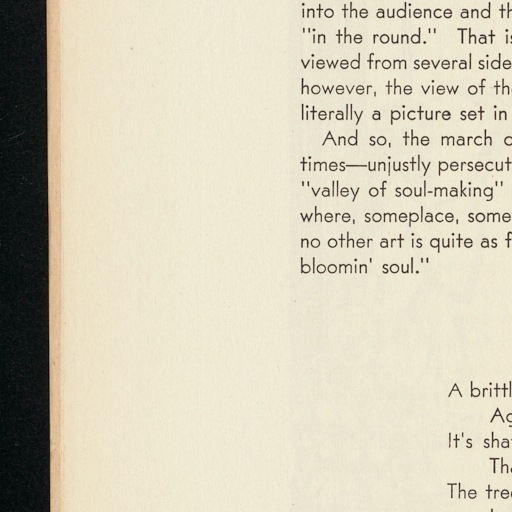 into the audience and th
"in the round." That is
viewed from several side
however, the view of th
literally a picture set in
And so, the march o
times—unjustly persecut
"valley of soul-making"
where, someplace, some
no other art is quite as f
bloomin' soul."
A brittl
Ag
It's sha
Tha
The tree